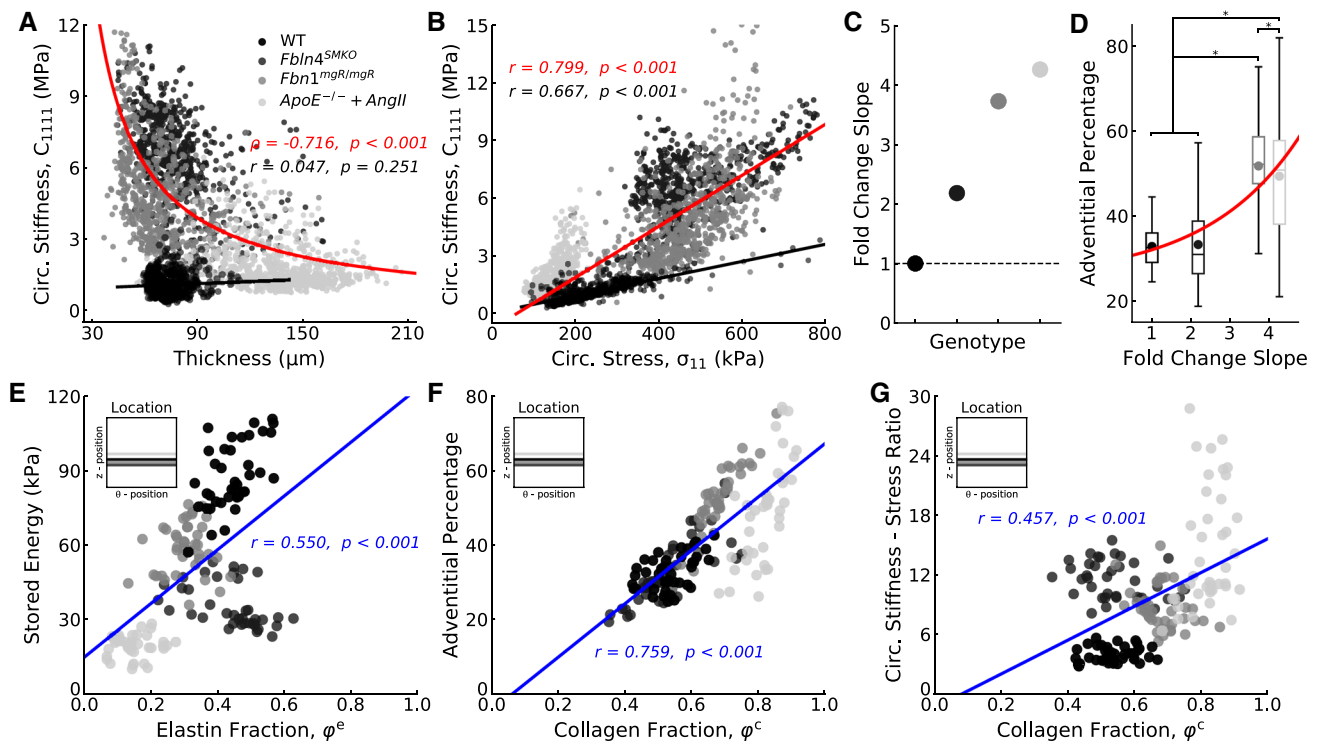 A
Circ. Stiffness, C1111 (MPa)
12
9
6
3
0
30 90 150 210
Thickness (μm)
WT
Fbln4^SMKO
Fbn1^mgR/mgR
ApoE^-/- + AngII
ρ = -0.716, p < 0.001
r = 0.047, p = 0.251
B
Circ. Stiffness, C1111 (MPa)
15
12
9
6
3
0
0 200 400 600 800
Circ. Stress, σ11 (kPa)
r = 0.799, p < 0.001
r = 0.667, p < 0.001
C
Fold Change Slope
5
4
3
2
1
0
Genotype
D
Adventitial Percentage
80
60
40
20
1 2 3 4
Fold Change Slope
*
*
*
E
Stored Energy (kPa)
120
90
60
30
0
0.0 0.2 0.4 0.6 0.8 1.0
Elastin Fraction, φ^e
Location
z - position
θ - position
r = 0.550, p < 0.001
F
Adventitial Percentage
80
60
40
20
0
0.0 0.2 0.4 0.6 0.8 1.0
Collagen Fraction, φ^c
Location
z - position
θ - position
r = 0.759, p < 0.001
G
Circ. Stiffness - Stress Ratio
30
24
18
12
6
0
0.0 0.2 0.4 0.6 0.8 1.0
Collagen Fraction, φ^c
Location
z - position
θ - position
r = 0.457, p < 0.001